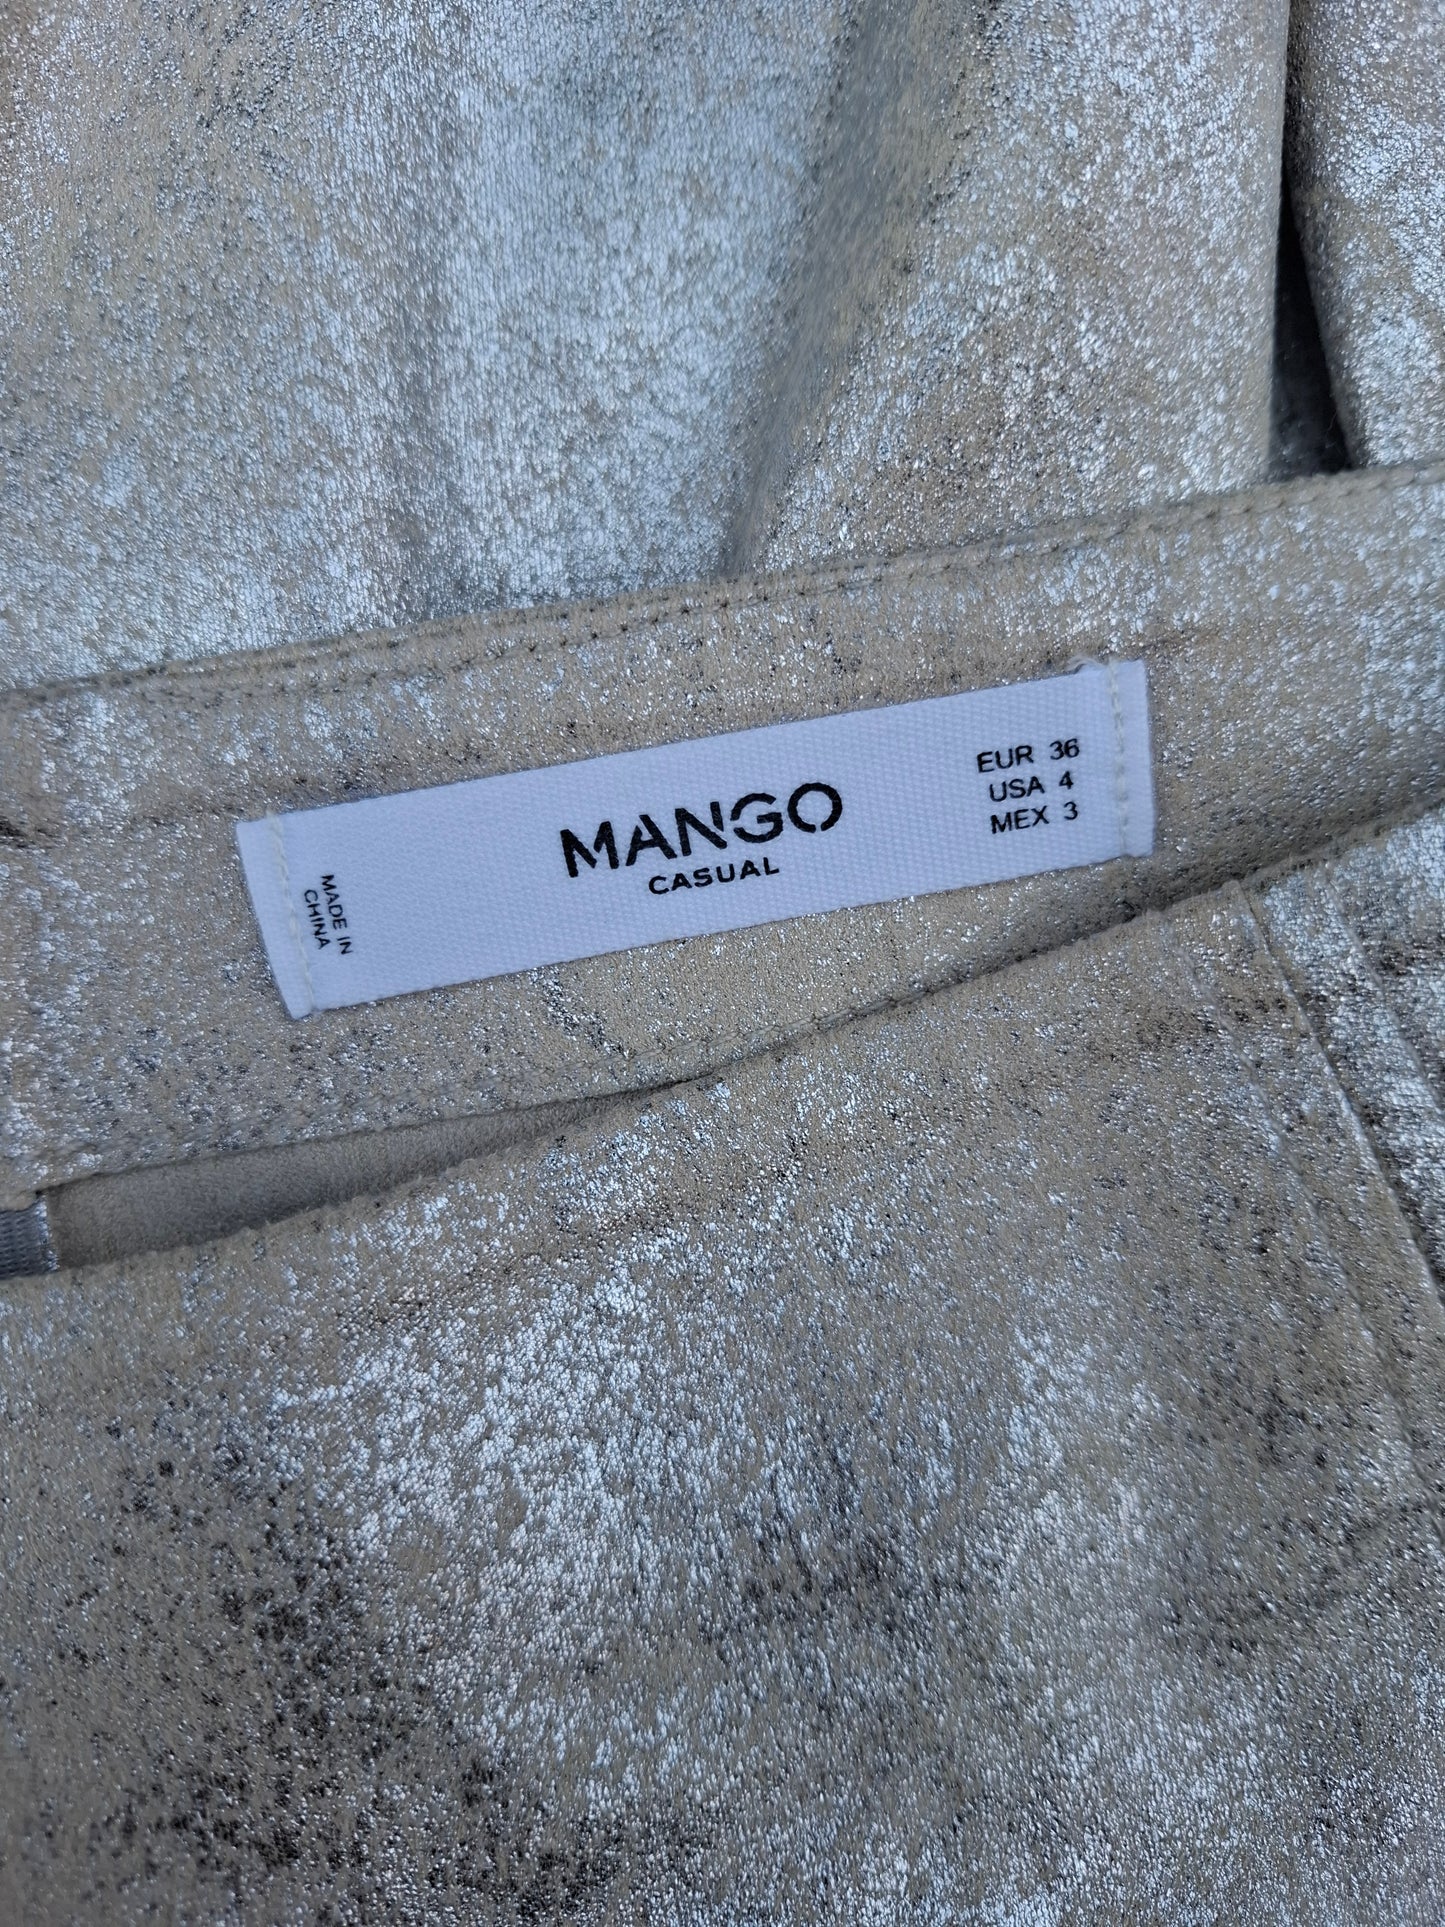 MANGO
CASUAL
EUR 36
USA 4
MEX 3
MADE IN
CHINA